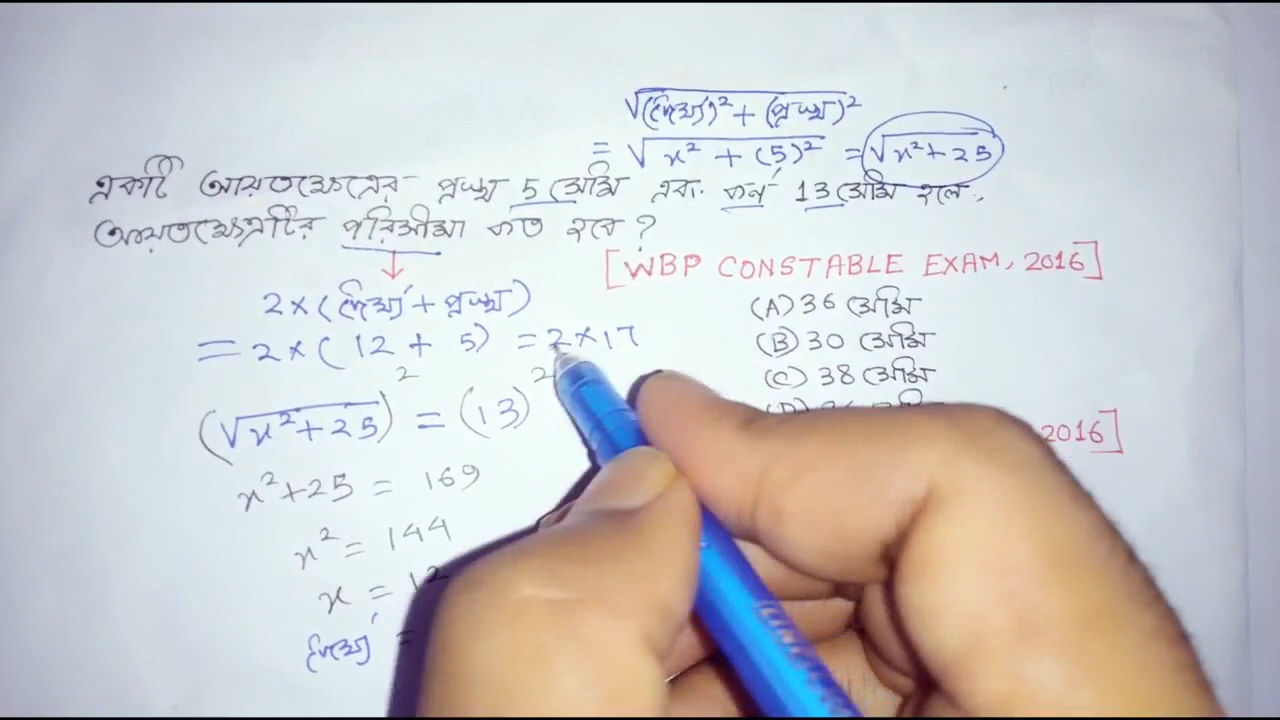 √(দৈর্ঘ্য)² + (প্রস্থ)²
= √x² + (5)² = √x² + 25
একটি আয়তক্ষেত্রের প্রস্থ 5 সেমি এবং কর্ণ 13 সেমি হলে,
আয়তক্ষেত্রটির পরিসীমা কত হবে ?
[WBP CONSTABLE EXAM, 2016]
2×(দৈর্ঘ্য + প্রস্থ)
= 2×( 12 + 5) = 2×17
(√x²+25)² = (13)²
x²+25 = 169
x² = 144
x = 12
দৈর্ঘ্য =
(A) 36 সেমি
(B) 30 সেমি
(C) 38 সেমি
2016]